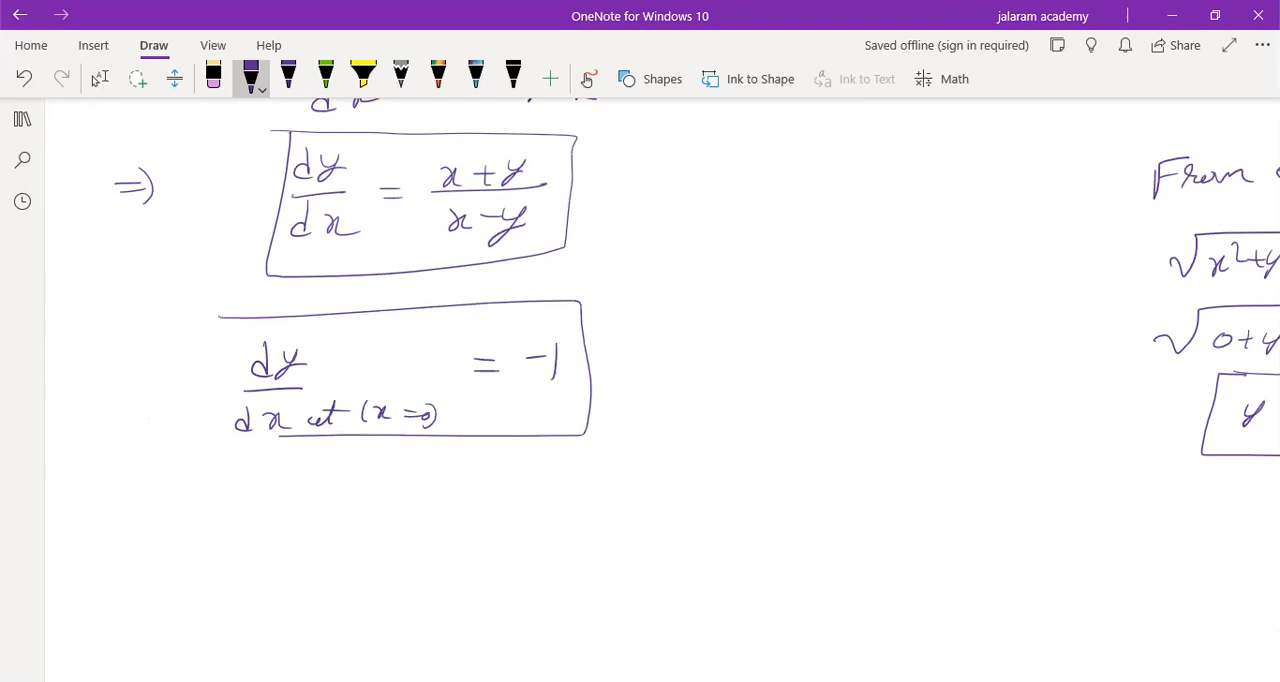 OneNote for Windows 10
jalaram academy
Home Insert Draw View Help
Saved offline (sign in required) Share
Shapes Ink to Shape Ink to Text Math
⇒ dy/dx = x+y/x-y
dy/dx at (x=0) = -1
From
√x²+y
√0+y
y